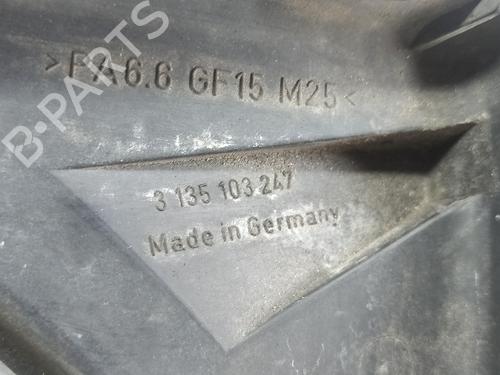 >PA6.6 GF15 M25<
3 135 103 247
Made in Germany
B-PARTS